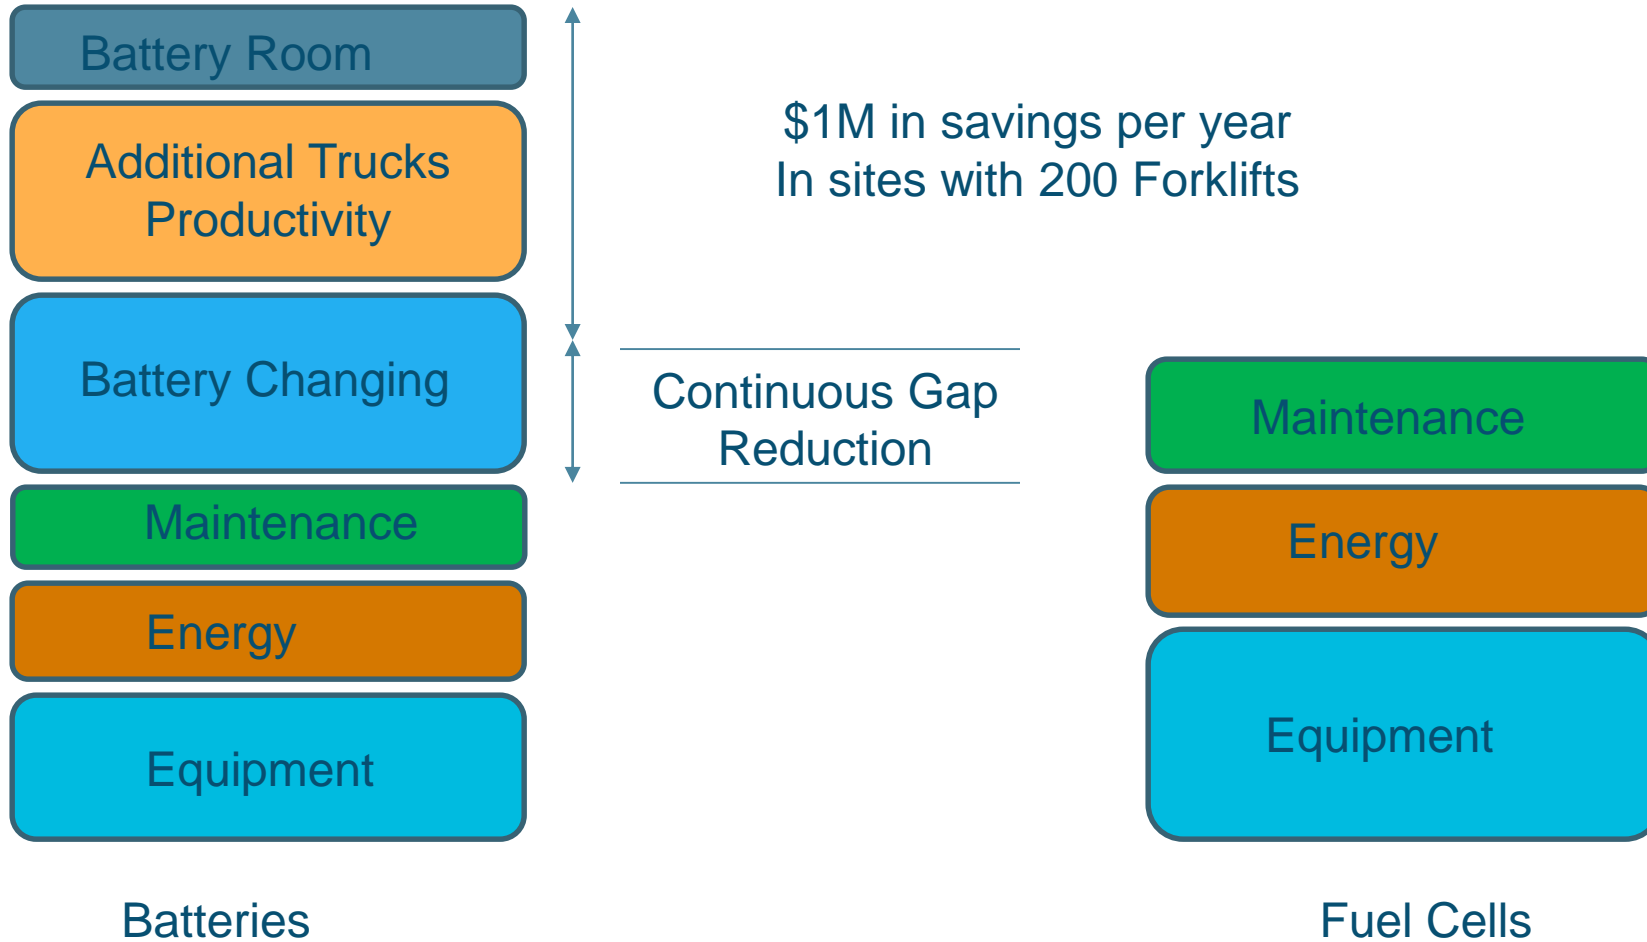 Battery Room
Additional Trucks
Productivity
Battery Changing
Maintenance
Energy
Equipment
Batteries
$1M in savings per year
In sites with 200 Forklifts
Continuous Gap
Reduction
Maintenance
Energy
Equipment
Fuel Cells